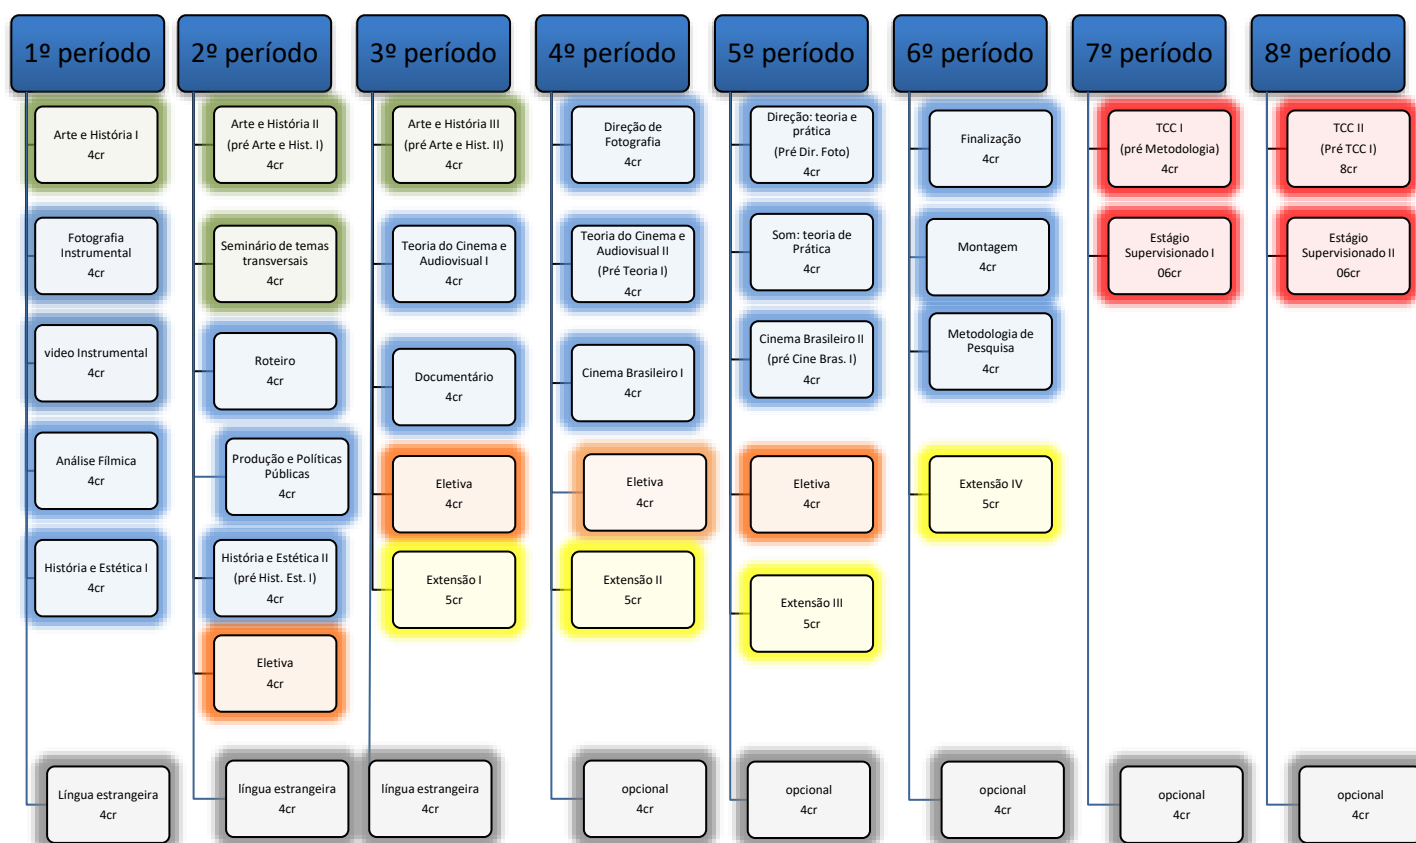 1º período
2º período
3º período
4º período
5º período
6º período
7º período
8º período
Arte e História I
4cr
Fotografia
Instrumental
4cr
video Instrumental
4cr
Análise Fílmica
4cr
História e Estética I
4cr
Língua estrangeira
4cr
Arte e História II
(pré Arte e Hist. I)
4cr
Seminário de temas
transversais
4cr
Roteiro
4cr
Produção e Políticas
Públicas
4cr
História e Estética II
(pré Hist. Est. I)
4cr
Eletiva
4cr
língua estrangeira
4cr
Arte e História III
(pré Arte e Hist. II)
4cr
Teoria do Cinema e
Audiovisual I
4cr
Documentário
4cr
Eletiva
4cr
Extensão I
5cr
língua estrangeira
4cr
Direção de
Fotografia
4cr
Teoria do Cinema e
Audiovisual II
(Pré Teoria I)
4cr
Cinema Brasileiro I
4cr
Eletiva
4cr
Extensão II
5cr
opcional
4cr
Direção: teoria e
prática
(Pré Dir. Foto)
4cr
Som: teoria de
Prática
4cr
Cinema Brasileiro II
(pré Cine Bras. I)
4cr
Eletiva
4cr
Extensão III
5cr
opcional
4cr
Finalização
4cr
Montagem
4cr
Metodologia de
Pesquisa
4cr
Extensão IV
5cr
opcional
4cr
TCC I
(pré Metodologia)
4cr
Estágio
Supervisionado I
06cr
opcional
4cr
TCC II
(Pré TCC I)
8cr
Estágio
Supervisionado II
06cr
opcional
4cr